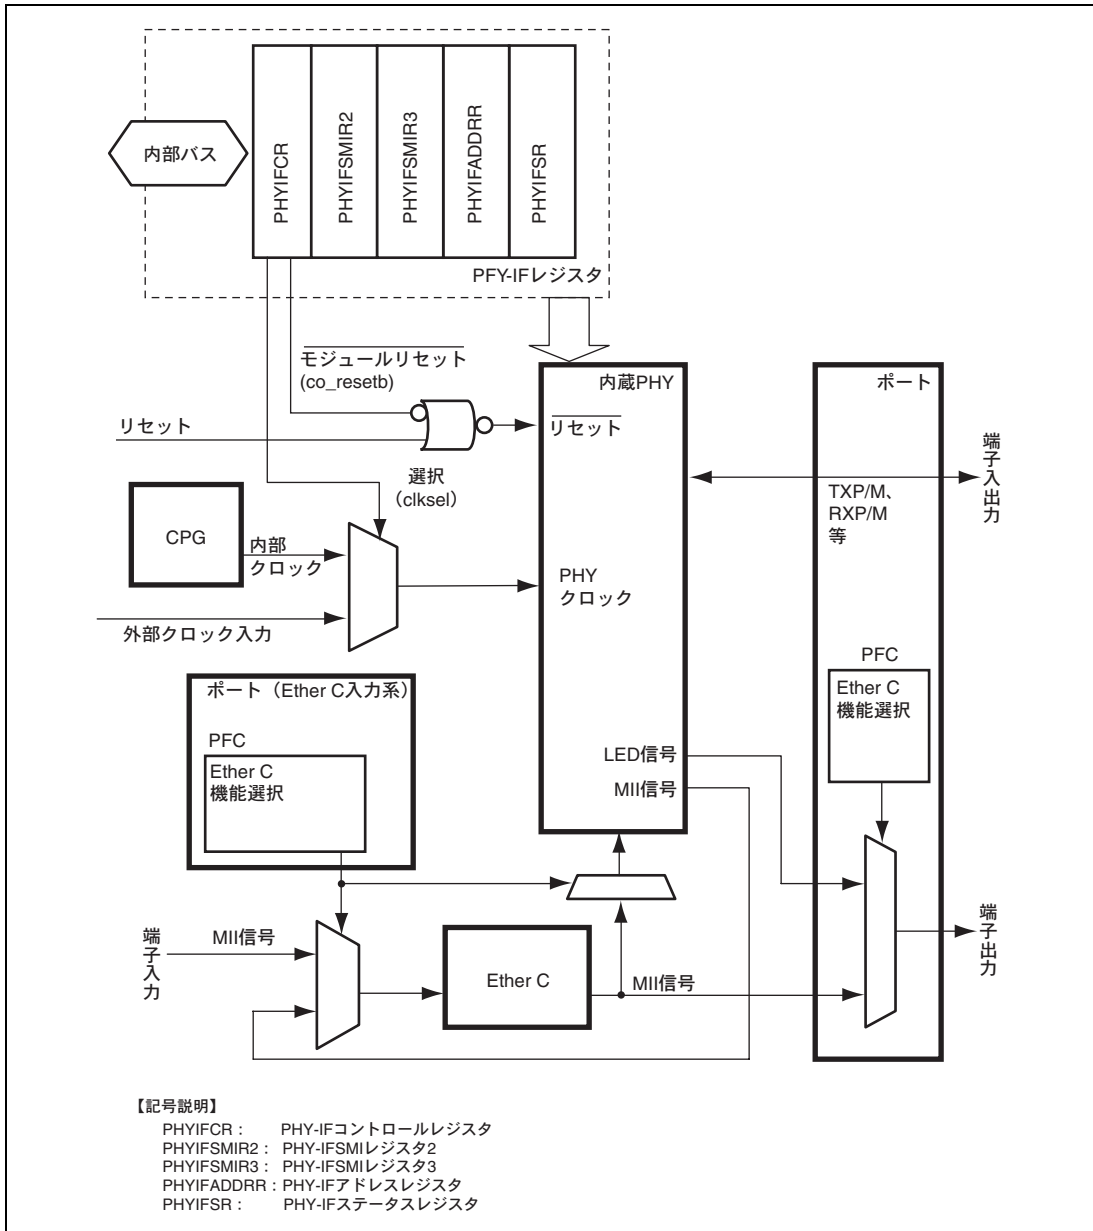 内部バス
PHYIFCR
PHYIFSMIR2
PHYIFSMIR3
PHYIFADDRR
PHYIFSR
PFY-IFレジスタ
モジュールリセット
(co_resetb)
内蔵PHY
ポート
リセット
リセット
端子入出力
選択
（clksel）
TXP/M、
RXP/M
等
CPG
内部
クロック
PHY
クロック
外部クロック入力
PFC
ポート（Ether C入力系）
Ether C
機能選択
PFC
LED信号
Ether C
機能選択
MII信号
端子入力
MII信号
端子出力
Ether C
MII信号
【記号説明】
PHYIFCR： PHY-IFコントロールレジスタ
PHYIFSMIR2： PHY-IFSMIレジスタ2
PHYIFSMIR3： PHY-IFSMIレジスタ3
PHYIFADDRR：PHY-IFアドレスレジスタ
PHYIFSR： PHY-IFステータスレジスタ